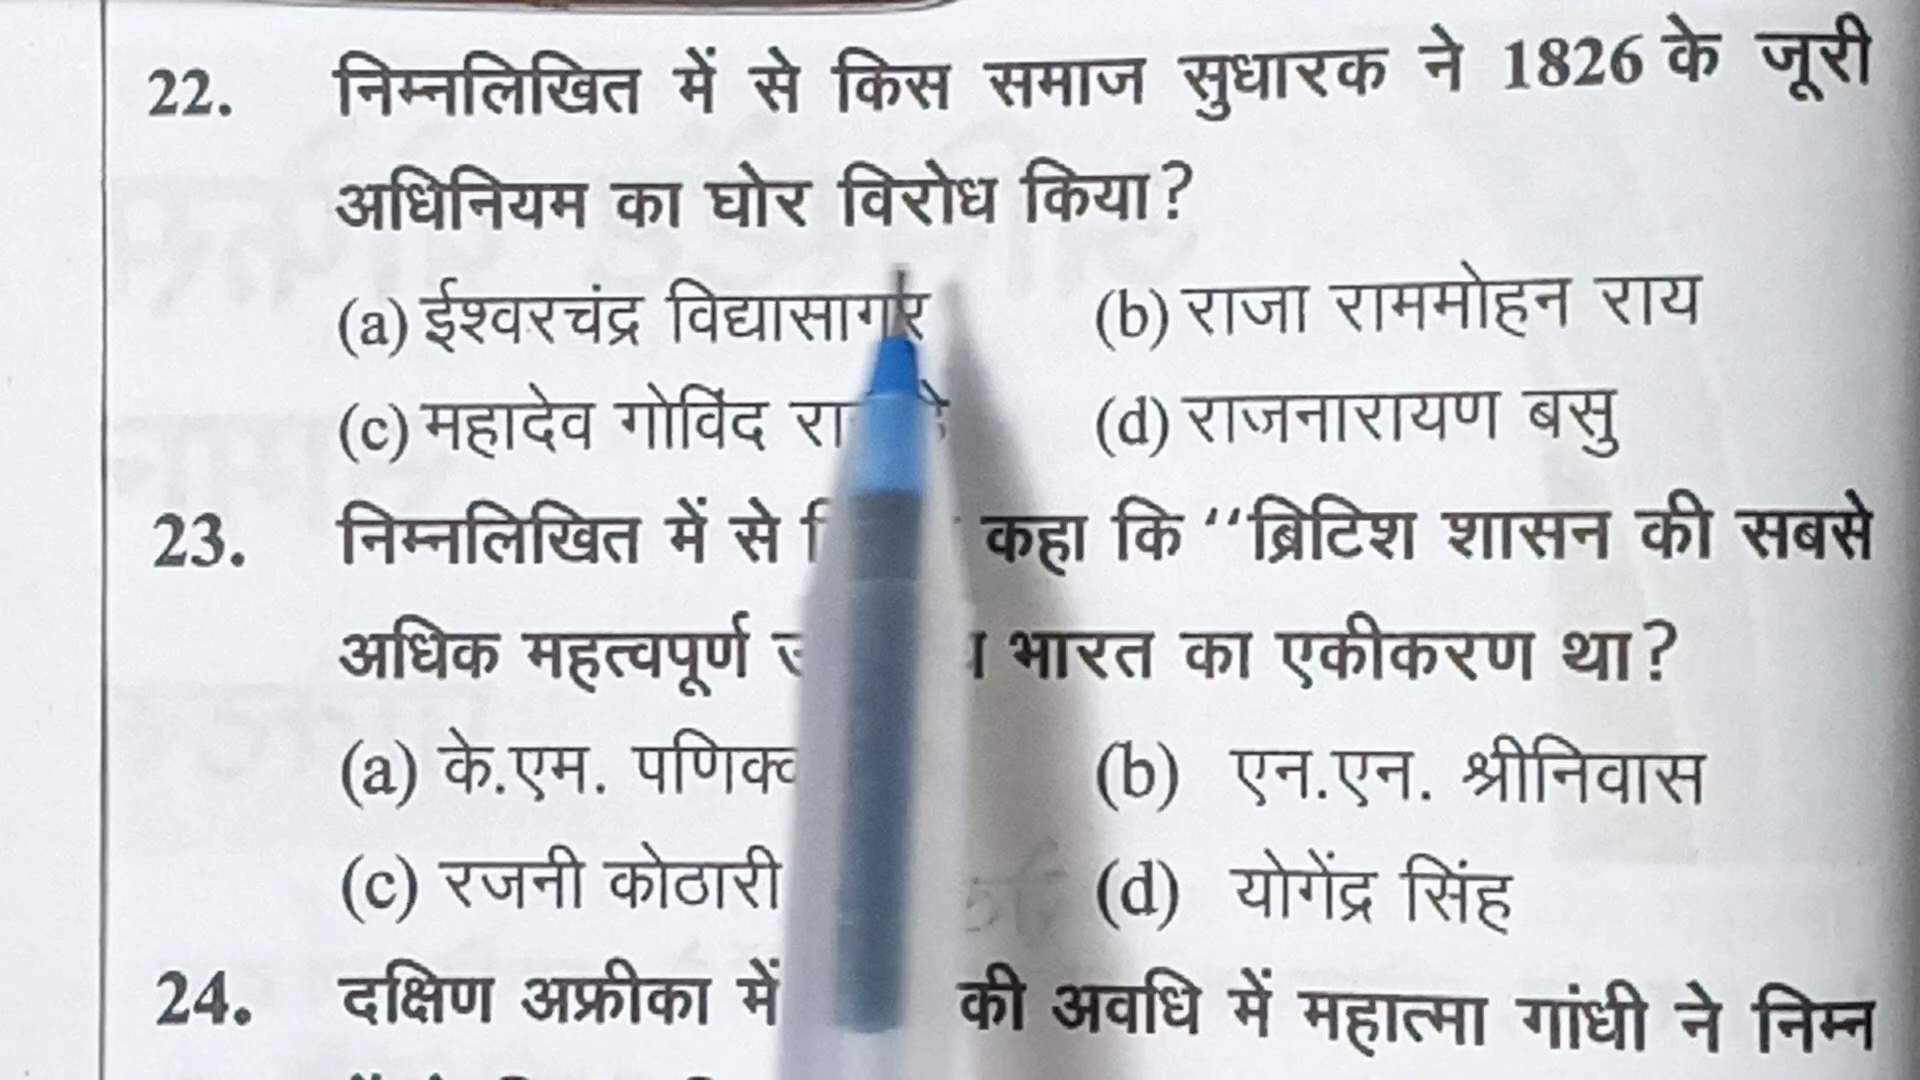 22. निम्नलिखित में से किस समाज सुधारक ने 1826 के जूरी
अधिनियम का घोर विरोध किया?
(a) ईश्वरचंद्र विद्यासागर (b) राजा राममोहन राय
(c) महादेव गोविंद (d) राजनारायण बसु
23. निम्नलिखित में से कहा कि "ब्रिटिश शासन की सबसे
अधिक महत्वपूर्ण भारत का एकीकरण था?
(a) के.एम. (b) एन.एन. श्रीनिवास
(c) रजनी कोठारी (d) योगेंद्र सिंह
24. दक्षिण अफ्रीका में की अवधि में महात्मा गांधी ने निम्न